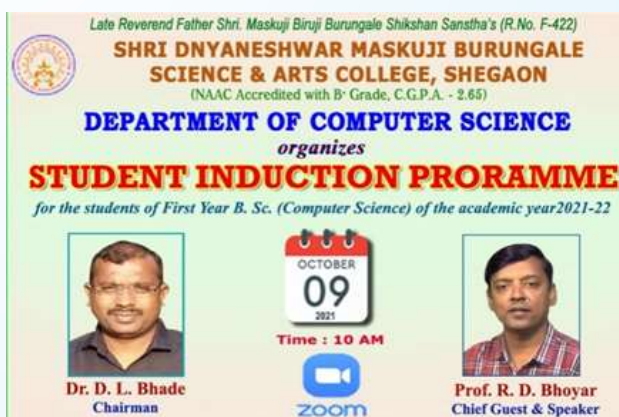 Late Reverend Father Shri. Maskuji Biruji Burungale Shikshan Sanstha's (R.No. F-422)
SHRI DNYANESHWAR MASKUJI BURUNGALE
SCIENCE & ARTS COLLEGE, SHEGAON
(NAAC Accredited with B+ Grade, C.G.P.A. - 2.65)
DEPARTMENT OF COMPUTER SCIENCE
organizes
STUDENT INDUCTION PRORAMME
for the students of First Year B. Sc. (Computer Science) of the academic year2021-22
OCTOBER
09
2021
Time : 10 AM
zoom
Dr. D. L. Bhade
Chairman
Prof. R. D. Bhoyar
Chief Guest & Speaker